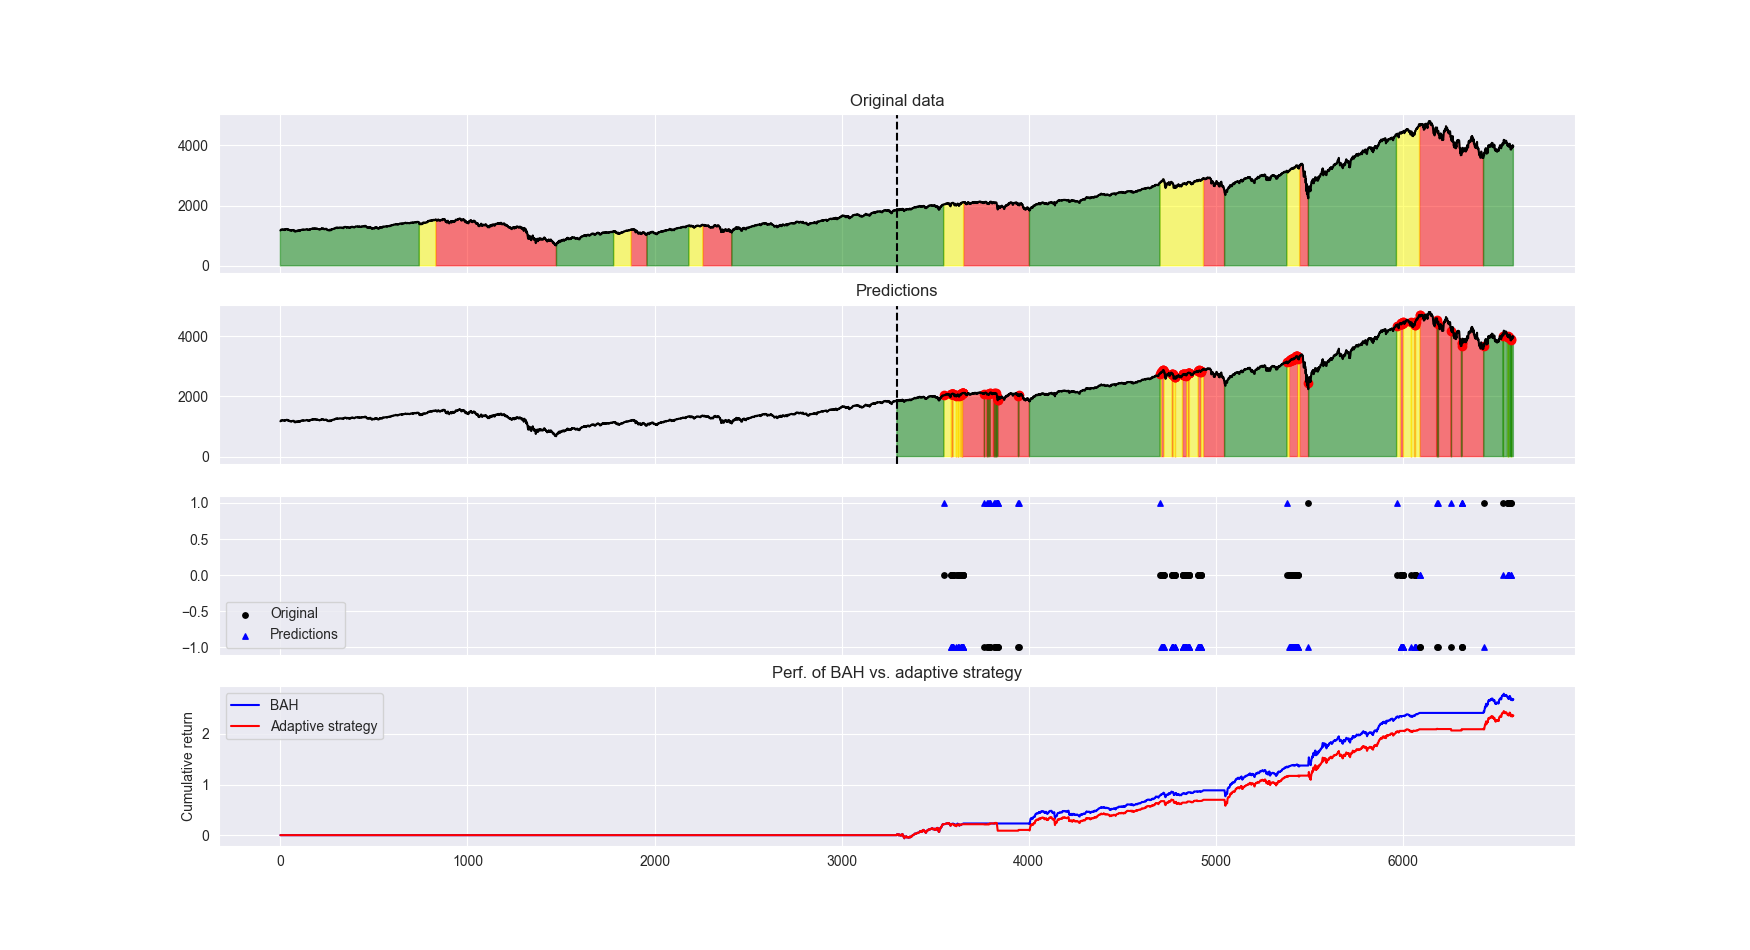 Original data
4000
2000
0
Predictions
4000
2000
0
1.0
0.5
0.0
−0.5
−1.0
Original
Predictions
Perf. of BAH vs. adaptive strategy
Cumulative return
2
1
0
BAH
Adaptive strategy
0 1000 2000 3000 4000 5000 6000